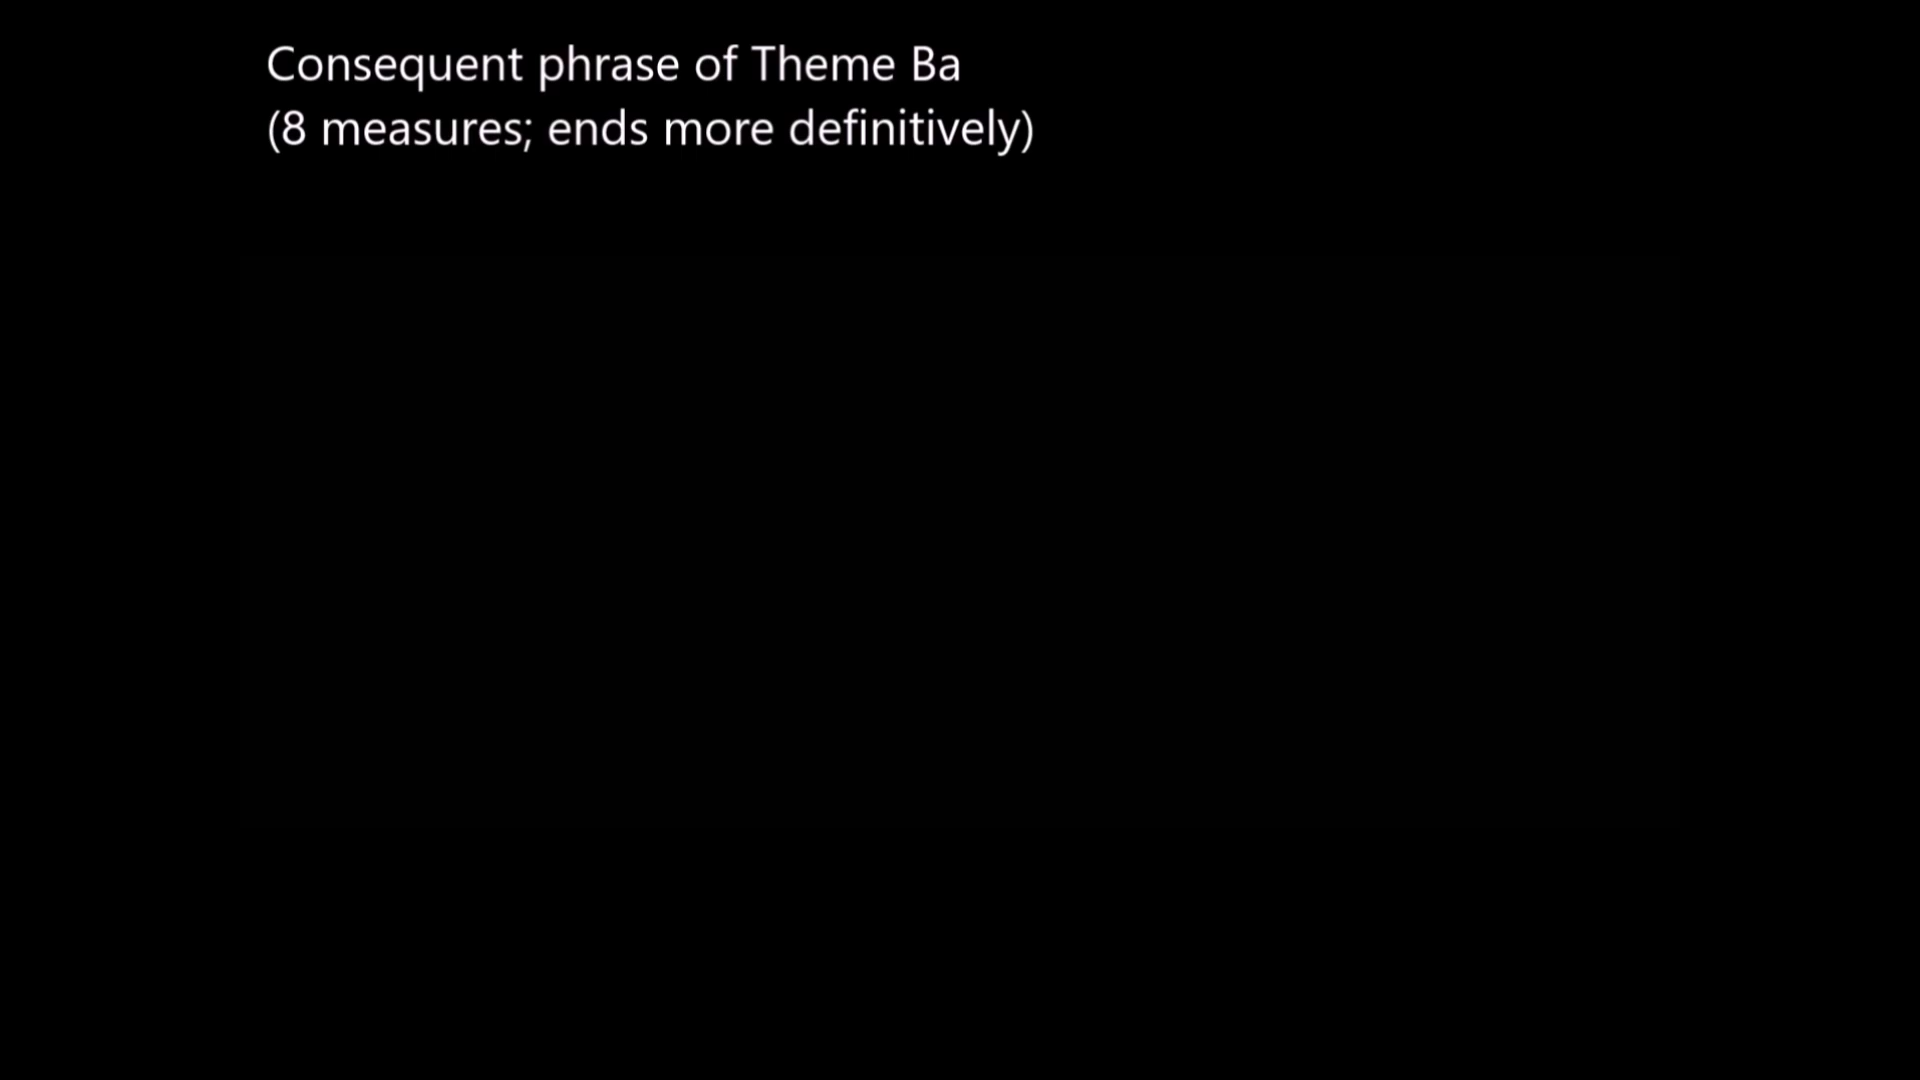 Consequent phrase of Theme Ba
(8 measures; ends more definitively)